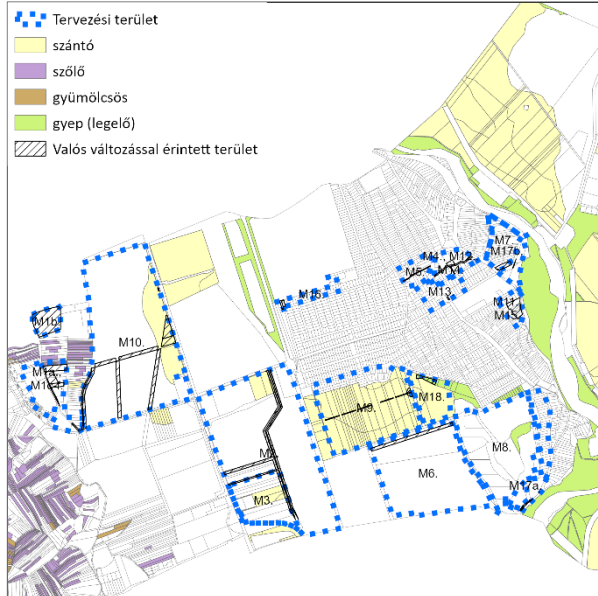 Tervezési terület
szántó
szőlő
gyümölcsös
gyep (legelő)
Valós változással érintett terület
M7.
M17b.
M4., M12.
M5.
M14.
M13.
M16.
M11.
M15.
M1b.
M10.
M1a.
M18.
M9.
M2.
M8.
M6.
M3.
M17a.